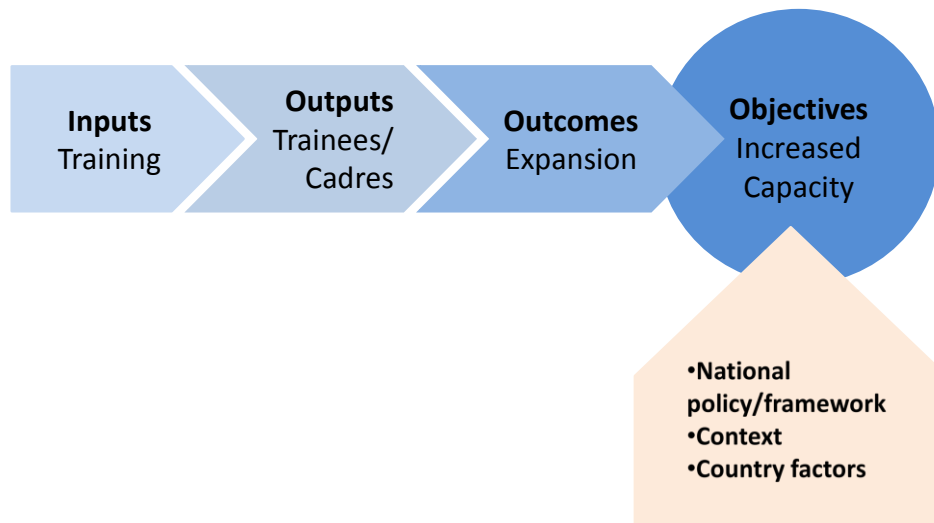 Inputs
Training
Outputs
Trainees/
Cadres
Outcomes
Expansion
Objectives
Increased
Capacity
•National
policy/framework
•Context
•Country factors